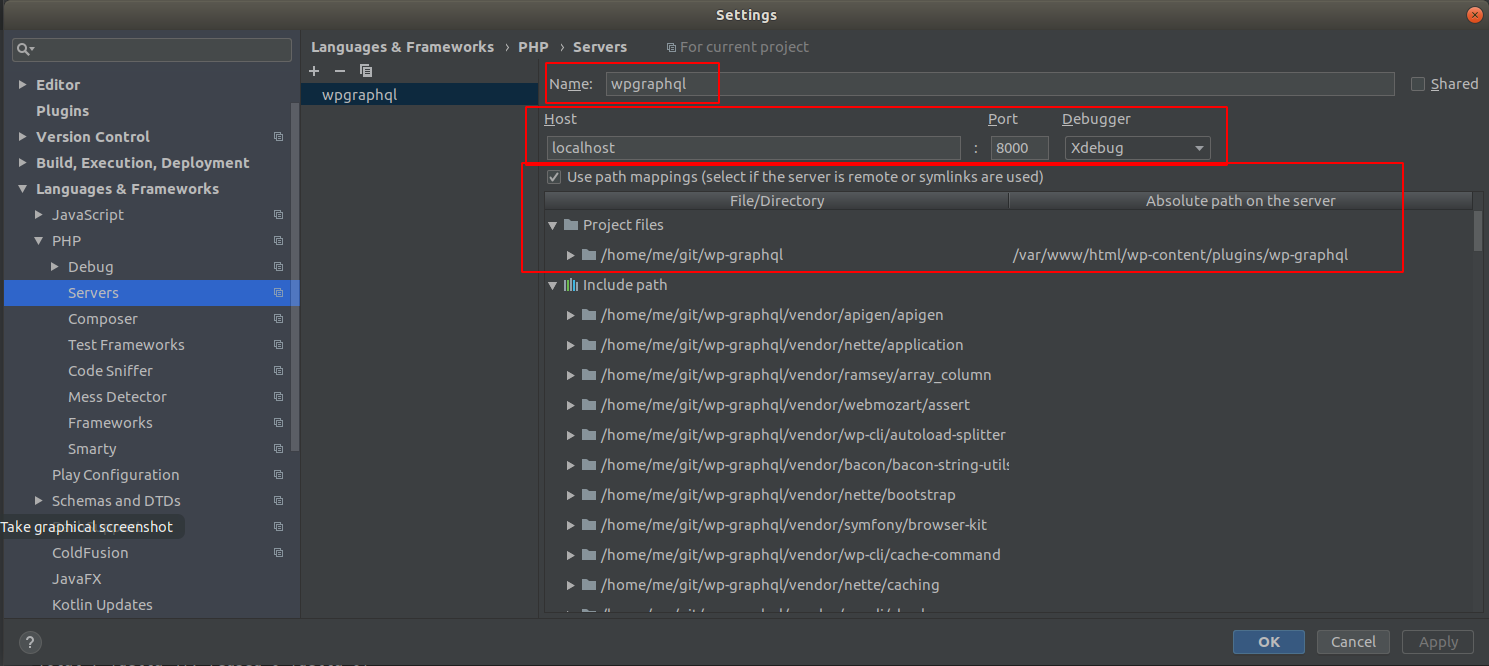 Settings
Languages & Frameworks › PHP › Servers For current project
Editor
Plugins
Version Control
Build, Execution, Deployment
Languages & Frameworks
JavaScript
PHP
Debug
Servers
Composer
Test Frameworks
Code Sniffer
Mess Detector
Frameworks
Smarty
Play Configuration
Schemas and DTDs
Take graphical screenshot
ColdFusion
JavaFX
Kotlin Updates
wpgraphql
Name: wpgraphql Shared
Host Port Debugger
localhost : 8000 Xdebug
Use path mappings (select if the server is remote or symlinks are used)
File/Directory Absolute path on the server
Project files
/home/me/git/wp-graphql /var/www/html/wp-content/plugins/wp-graphql
Include path
/home/me/git/wp-graphql/vendor/apigen/apigen
/home/me/git/wp-graphql/vendor/nette/application
/home/me/git/wp-graphql/vendor/ramsey/array_column
/home/me/git/wp-graphql/vendor/webmozart/assert
/home/me/git/wp-graphql/vendor/wp-cli/autoload-splitter
/home/me/git/wp-graphql/vendor/bacon/bacon-string-utils
/home/me/git/wp-graphql/vendor/nette/bootstrap
/home/me/git/wp-graphql/vendor/symfony/browser-kit
/home/me/git/wp-graphql/vendor/wp-cli/cache-command
/home/me/git/wp-graphql/vendor/nette/caching
? OK Cancel Apply